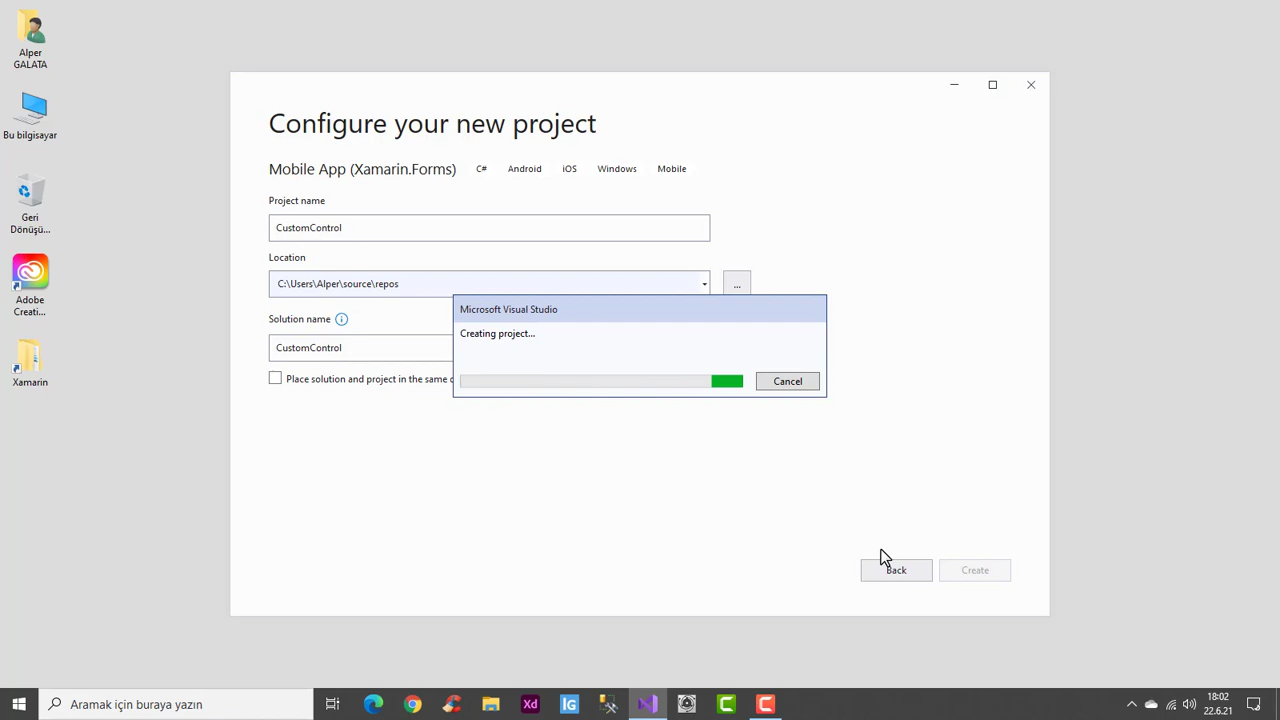 Alper
GALATA
Bu bilgisayar
Geri
Dönüşü...
Adobe
Creati...
Xamarin
Configure your new project
Mobile App (Xamarin.Forms) C# Android iOS Windows Mobile
Project name
CustomControl
Location
C:\Users\Alper\source\repos
...
Solution name
CustomControl
Place solution and project in the same d
Microsoft Visual Studio
Creating project...
Cancel
Back
Create
Aramak için buraya yazın
Xd
IG
C
C
18:02
22.6.21